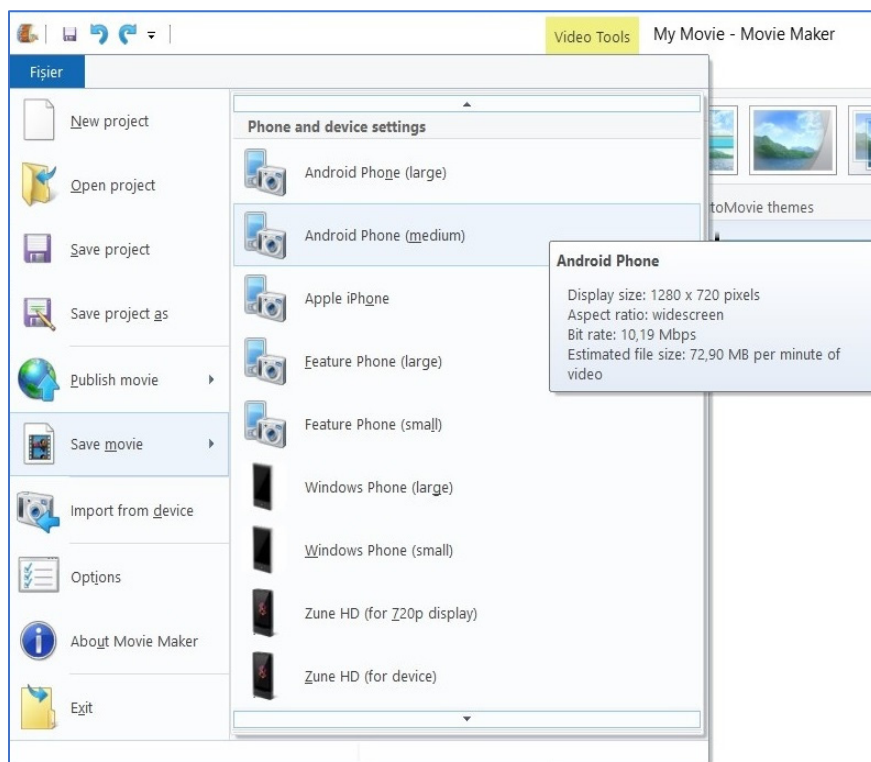 Video Tools
My Movie - Movie Maker
Fișier
New project
Open project
Save project
Save project as
Publish movie
Save movie
Import from device
Options
About Movie Maker
Exit
Phone and device settings
Android Phone (large)
Android Phone (medium)
Apple iPhone
Feature Phone (large)
Feature Phone (small)
Windows Phone (large)
Windows Phone (small)
Zune HD (for 720p display)
Zune HD (for device)
toMovie themes
Android Phone
Display size: 1280 x 720 pixels
Aspect ratio: widescreen
Bit rate: 10,19 Mbps
Estimated file size: 72,90 MB per minute of
video